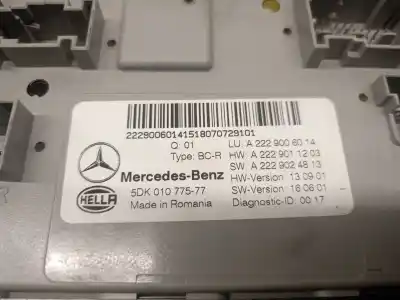 22290060141518070729101
Q: 01 LU: A 222 900 60 14
Type: BC-R HW: A 222 901 12 03
SW: A 222 902 48 13
Mercedes-Benz HW-Version 13.09.01
HELLA 5DK 010 775-77 SW-Version 16.06.01
Made in Romania Diagnostic-ID 00 17